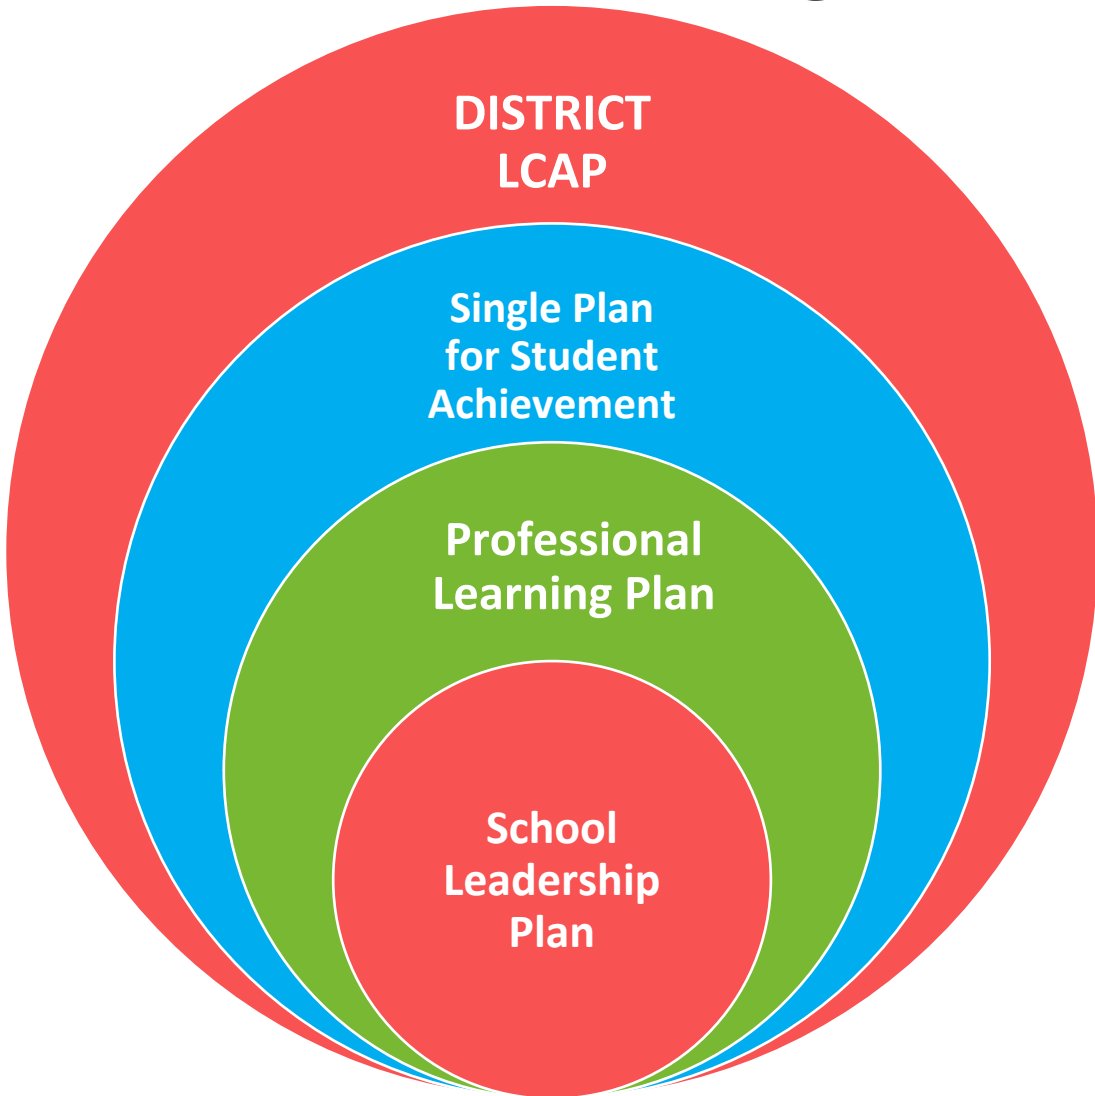 DISTRICT
LCAP
Single Plan
for Student
Achievement
Professional
Learning Plan
School
Leadership
Plan